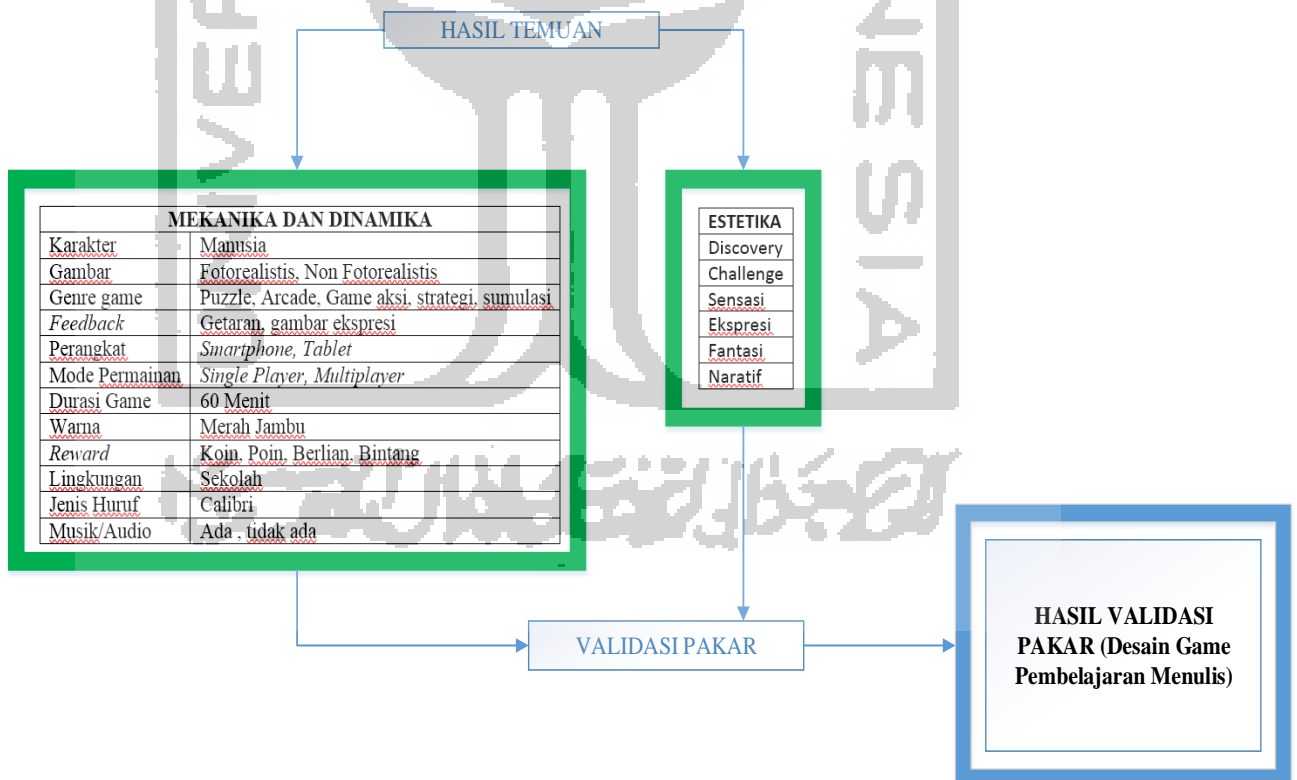 HASIL TEMUAN
MEKANIKA DAN DINAMIKA
Karakter Manusia
Gambar Fotorealistis, Non Fotorealistis
Genre game Puzzle, Arcade, Game aksi, strategi, sumulasi
Feedback Getaran, gambar ekspresi
Perangkat Smartphone, Tablet
Mode Permainan Single Player, Multiplayer
Durasi Game 60 Menit
Warna Merah Jambu
Reward Koin, Poin, Berlian, Bintang
Lingkungan Sekolah
Jenis Huruf Calibri
Musik/Audio Ada , tidak ada
ESTETIKA
Discovery
Challenge
Sensasi
Ekspresi
Fantasi
Naratif
VALIDASI PAKAR
HASIL VALIDASI
PAKAR (Desain Game
Pembelajaran Menulis)